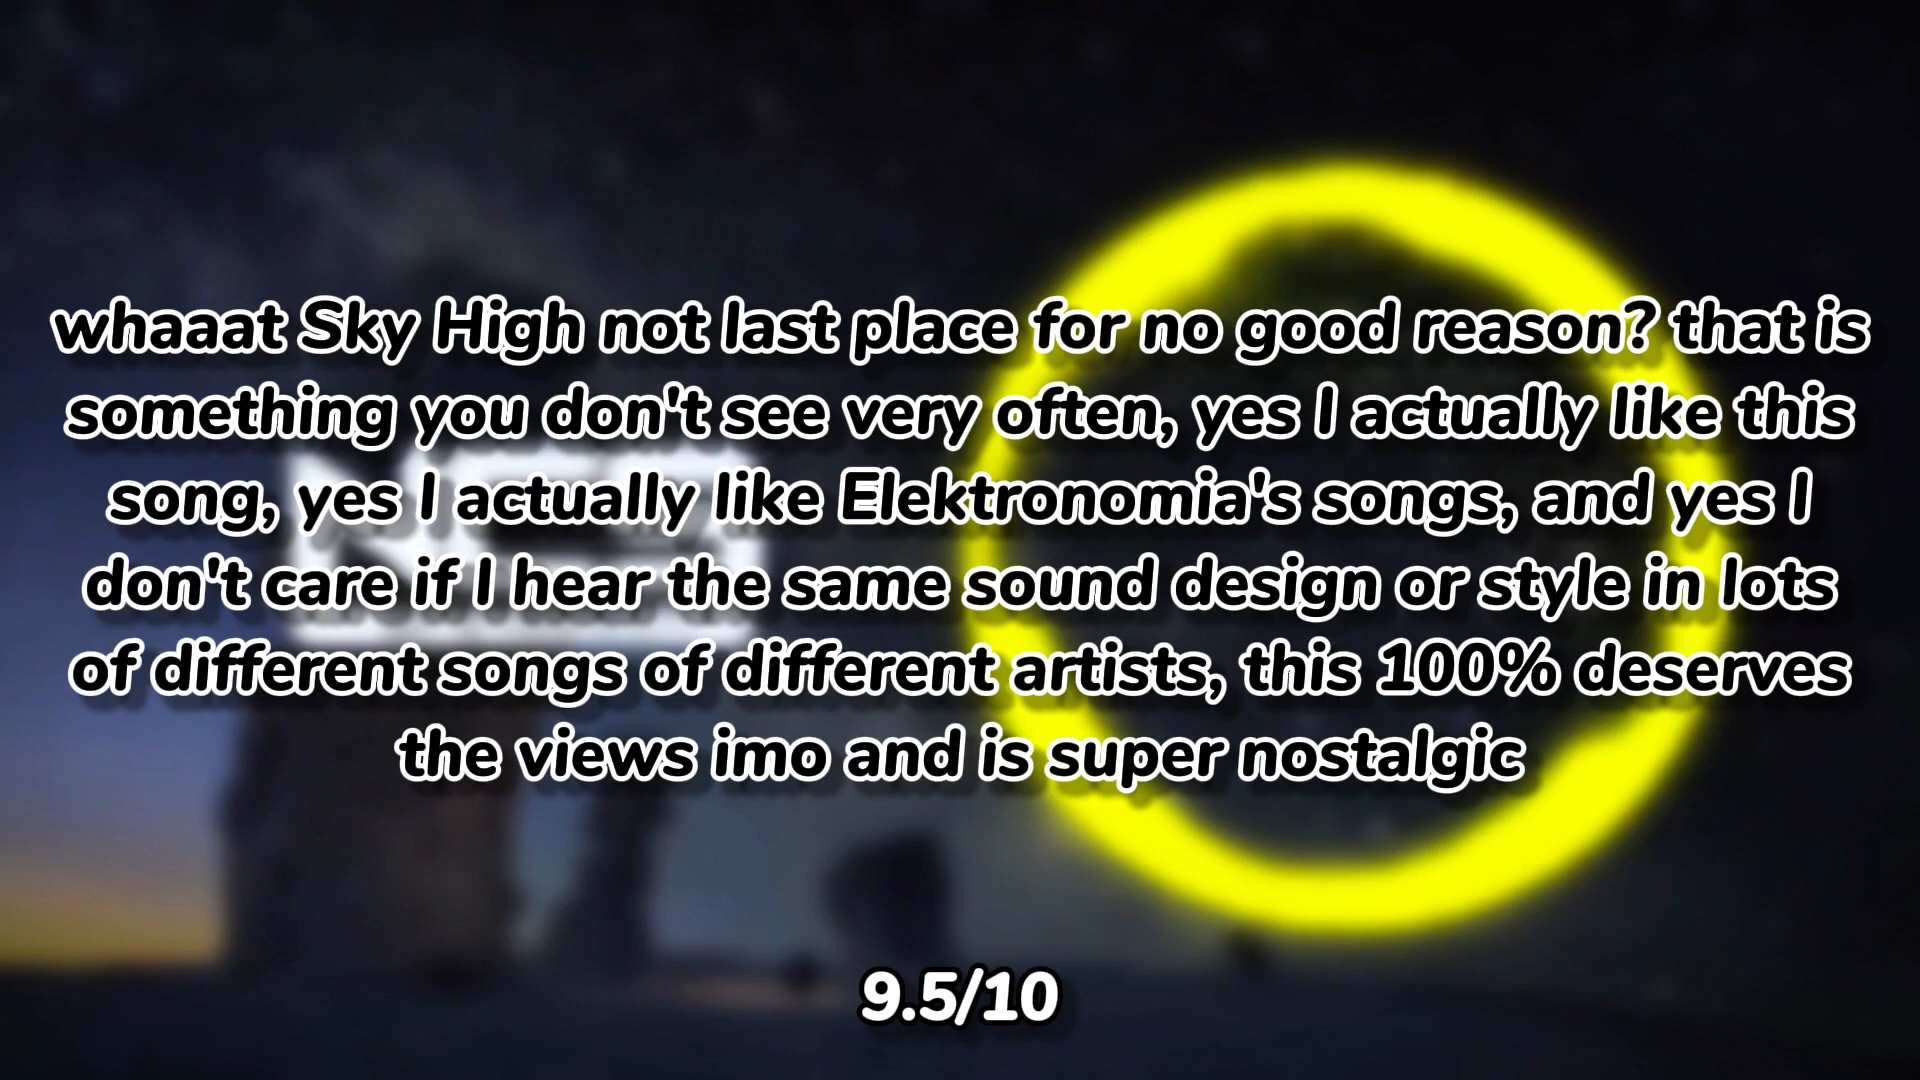 whaaat Sky High not last place for no good reason? that is
something you don't see very often, yes I actually like this
song, yes I actually like Elektronomia's songs, and yes I
don't care if I hear the same sound design or style in lots
of different songs of different artists, this 100% deserves
the views imo and is super nostalgic
9.5/10